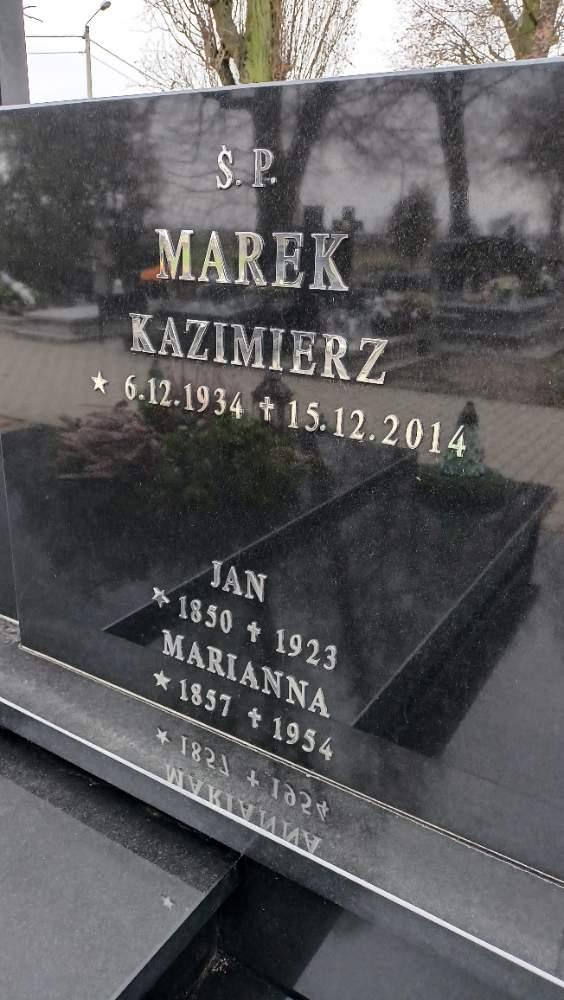 Ś. P.
MAREK
KAZIMIERZ
★ 6.12.1934 ✝ 15.12.2014
JAN
★ 1850 ✝ 1923
MARIANNA
★ 1857 ✝ 1954